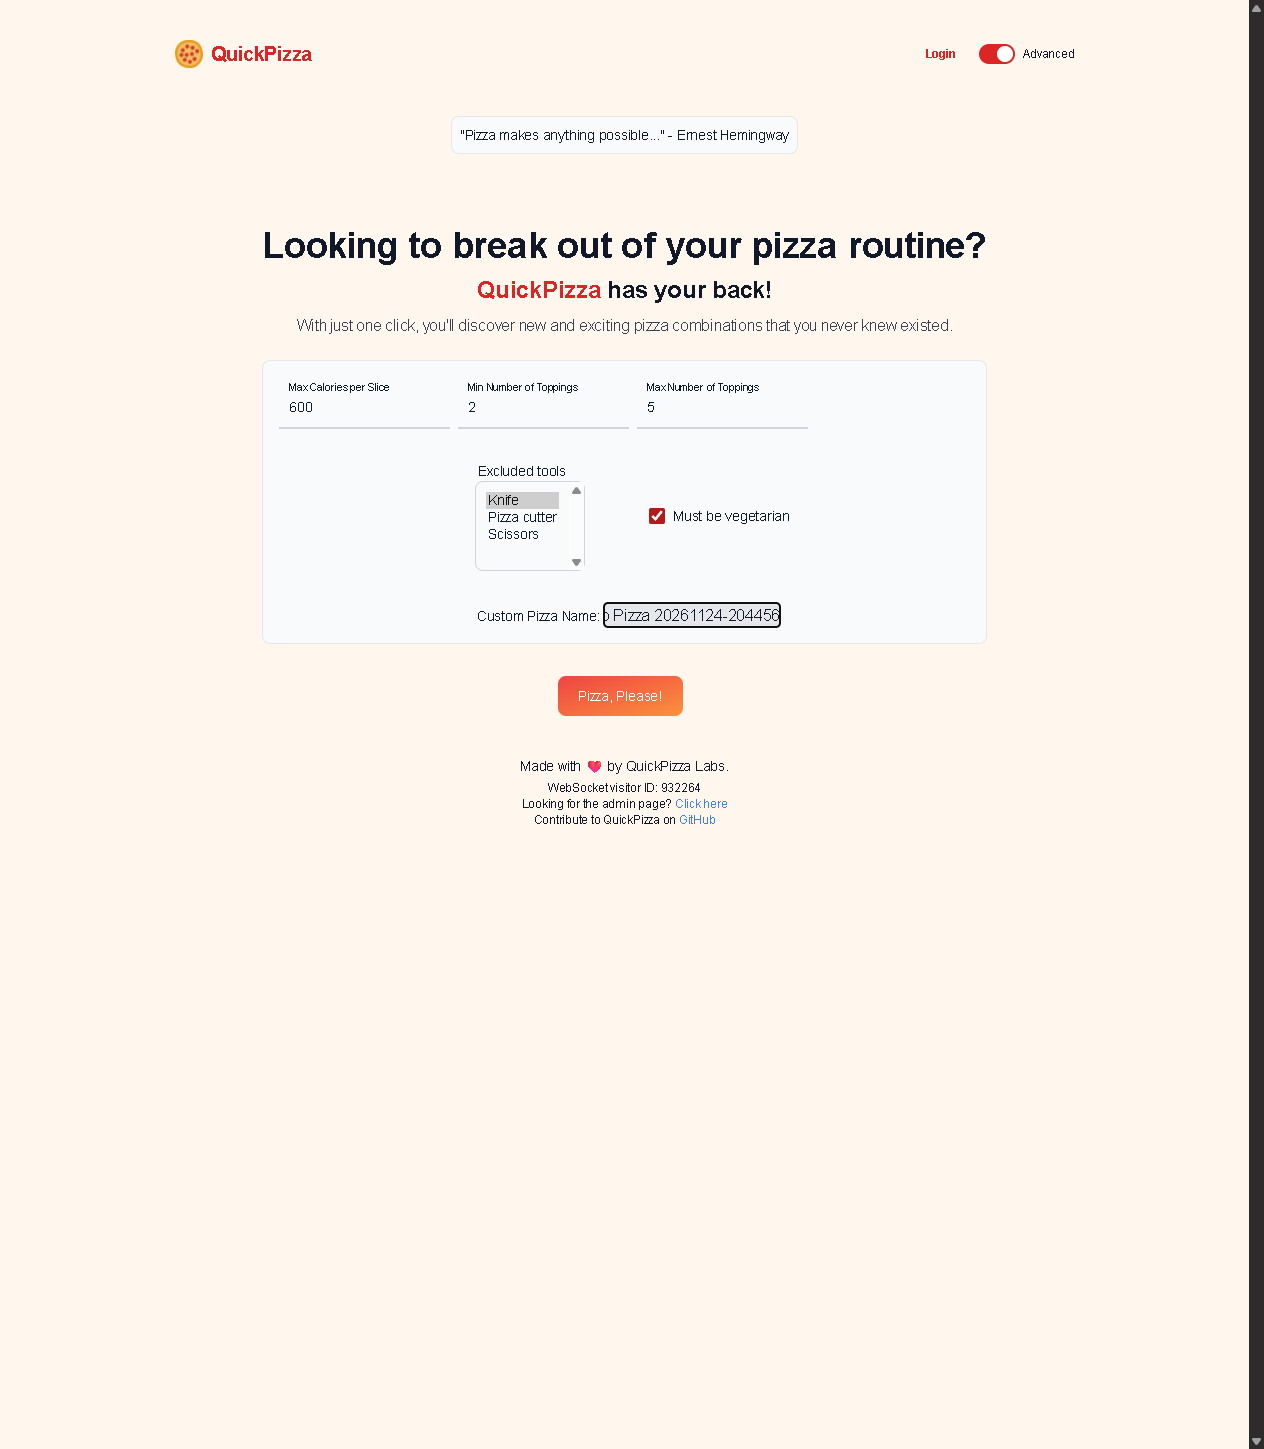 QuickPizza
Login
Advanced
"Pizza makes anything possible..." - Ernest Hemingway
Looking to break out of your pizza routine?
QuickPizza has your back!
With just one click, you'll discover new and exciting pizza combinations that you never knew existed.
Max Calories per Slice
600
Min Number of Toppings
2
Max Number of Toppings
5
Excluded tools
Knife
Pizza cutter
Scissors
Must be vegetarian
Custom Pizza Name: Pizza 20261124-204456
Pizza, Please!
Made with ❤ by QuickPizza Labs.
WebSocket visitor ID: 932264
Looking for the admin page? Click here
Contribute to QuickPizza on GitHub